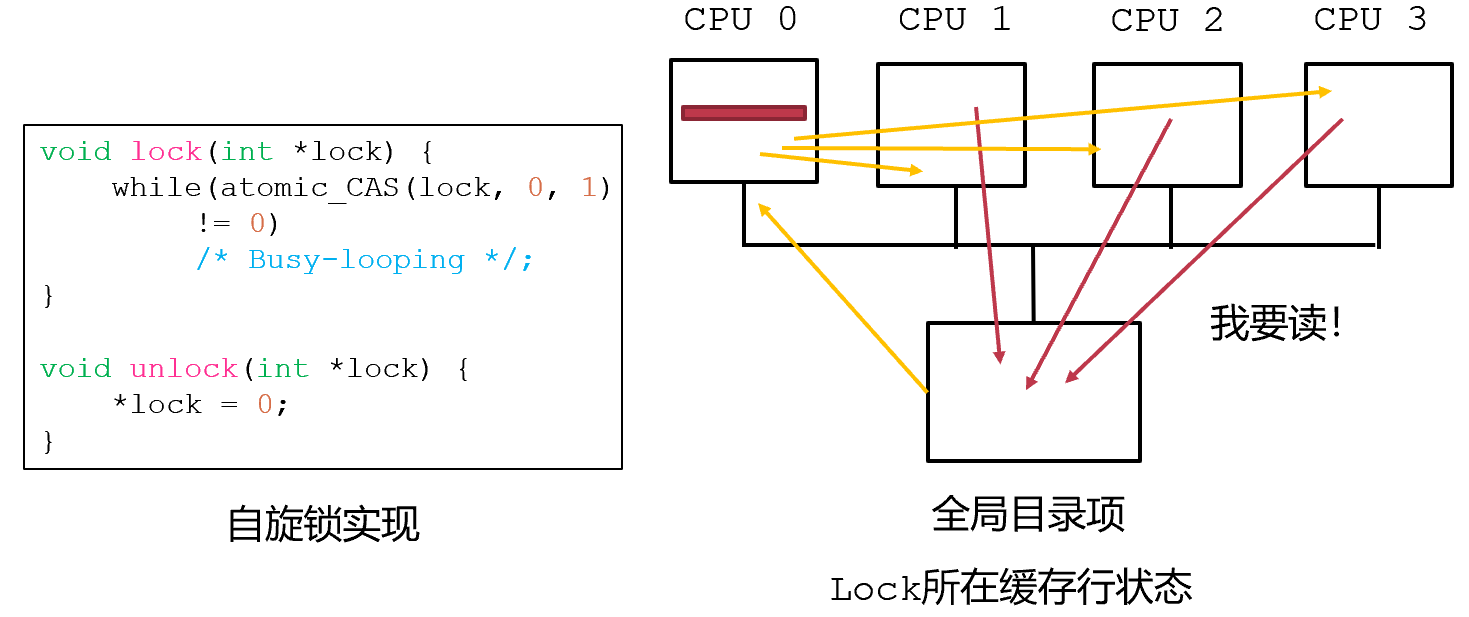 CPU 0 CPU 1 CPU 2 CPU 3
void lock(int *lock) {
    while(atomic_CAS(lock, 0, 1)
        != 0)
        /* Busy-looping */;
}
void unlock(int *lock) {
    *lock = 0;
}
自旋锁实现
我要读!
全局目录项
Lock所在缓存行状态